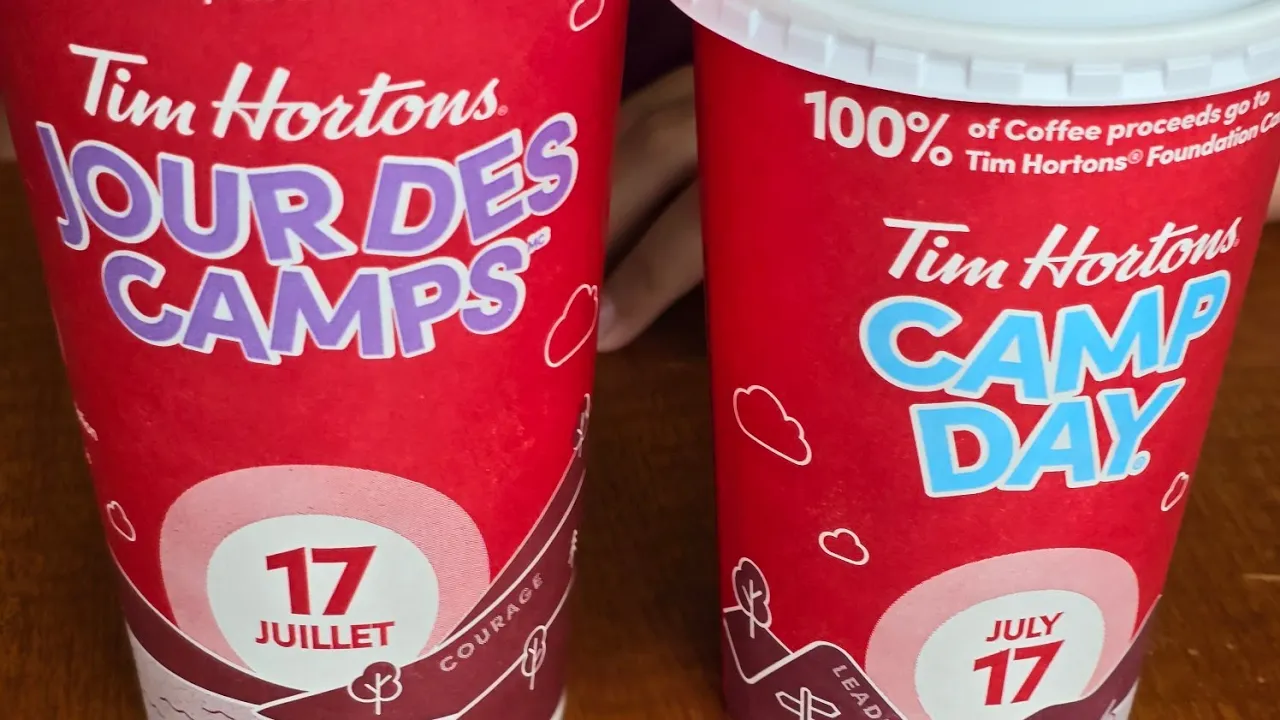 Tim Hortons®
JOUR DES
CAMPS MC
17
JUILLET
COURAGE
100% of Coffee proceeds go to
Tim Hortons® Foundation
Tim Hortons®
CAMP
DAY®
JULY
17